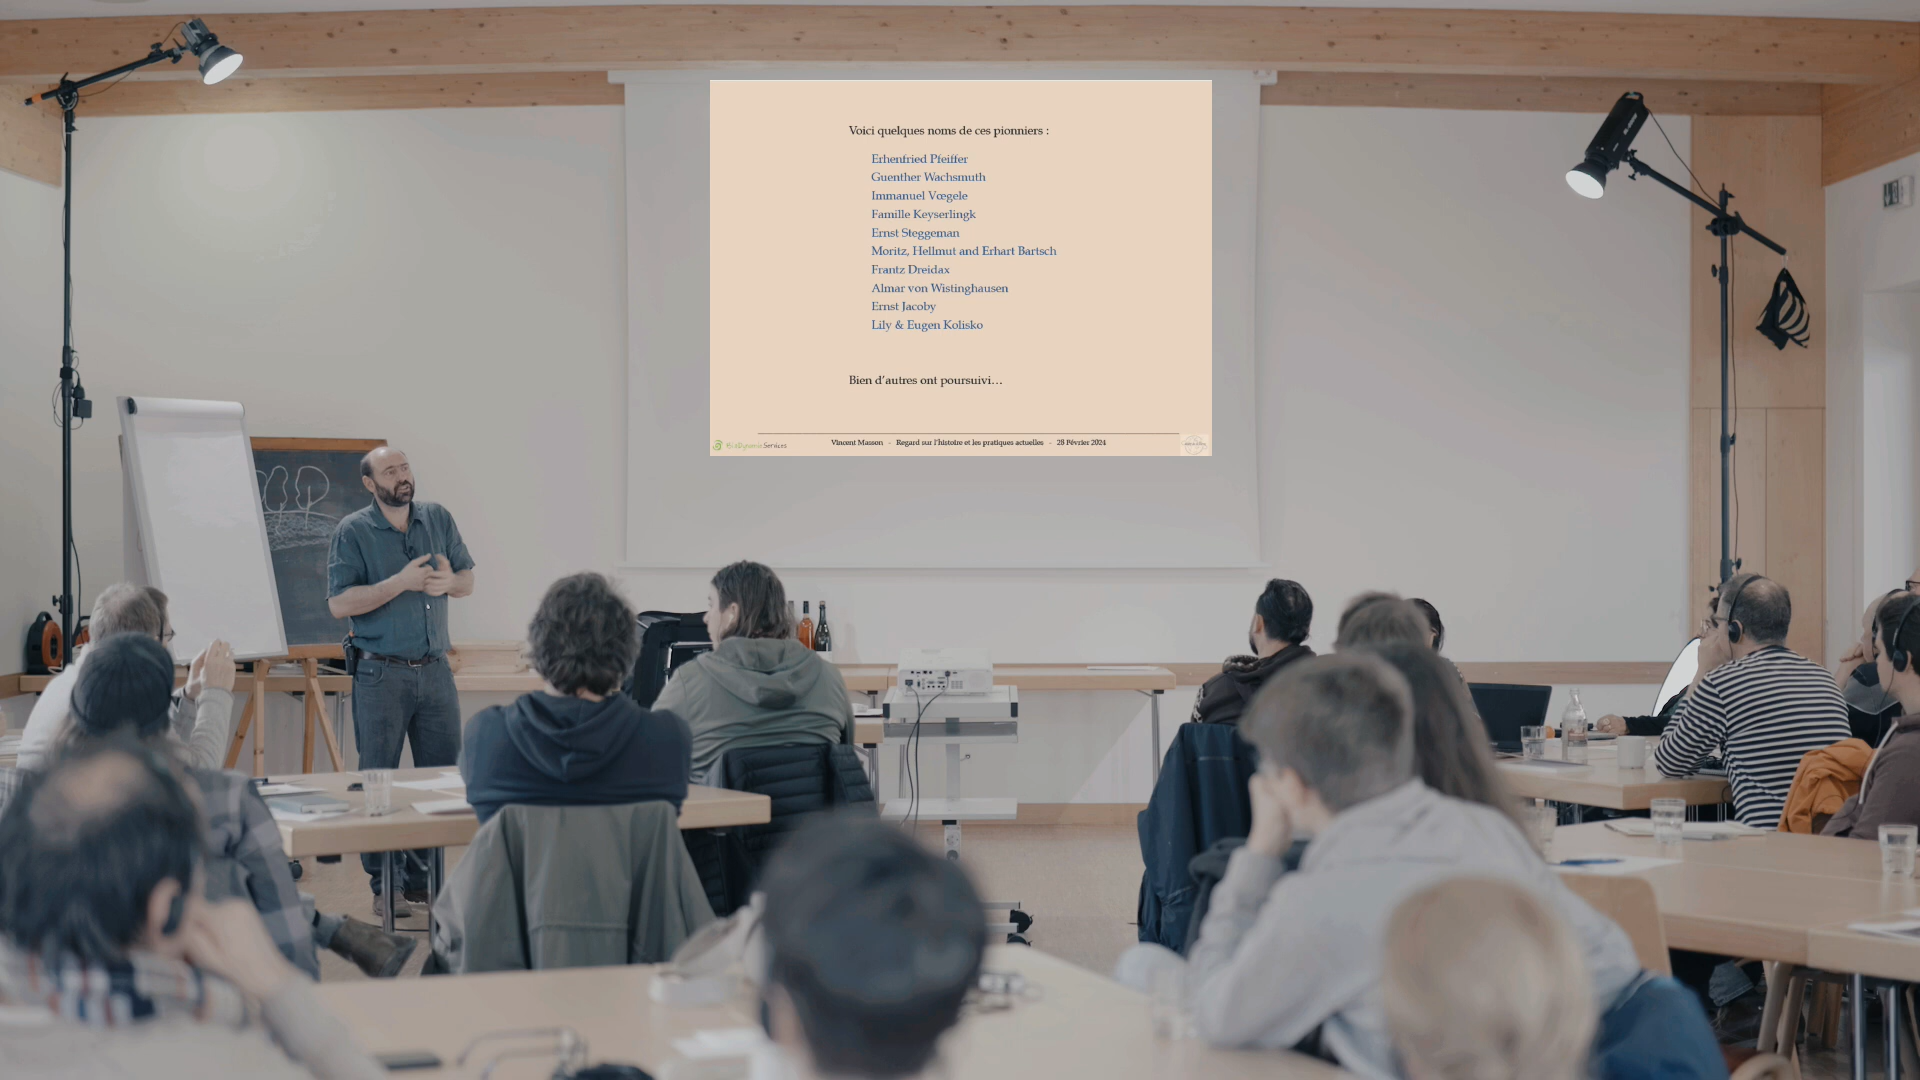 Voici quelques noms de ces pionniers :
Erhenfried Pfeiffer
Guenther Wachsmuth
Immanuel Vœgele
Famille Keyserlingk
Ernst Steggeman
Moritz, Hellmut and Erhart Bartsch
Frantz Dreidax
Almar von Wistinghausen
Ernst Jacoby
Lily & Eugen Kolisko
Bien d’autres ont poursuivi…
BioDynamie Services
Vincent Masson - Regard sur l’histoire et les pratiques actuelles - 28 Février 2024